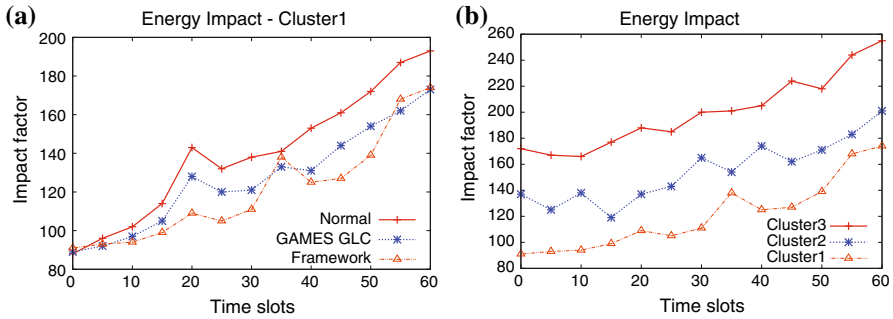 (a)
Energy Impact - Cluster1
Impact factor
200
180
160
140
120
100
80
0
10
20
30
40
50
60
Time slots
Normal
GAMES GLC
Framework
(b)
Energy Impact
Impact factor
260
240
220
200
180
160
140
120
100
80
0
10
20
30
40
50
60
Time slots
Cluster3
Cluster2
Cluster1